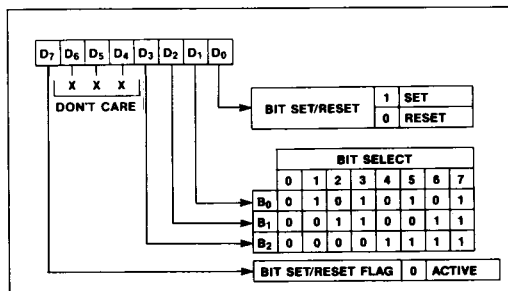 D7 D6 D5 D4 D3 D2 D1 D0
X X X
DON'T CARE
BIT SET/RESET
1 SET
0 RESET
BIT SELECT
0 1 2 3 4 5 6 7
B0 0 1 0 1 0 1 0 1
B1 0 0 1 1 0 0 1 1
B2 0 0 0 0 1 1 1 1
BIT SET/RESET FLAG 0 ACTIVE